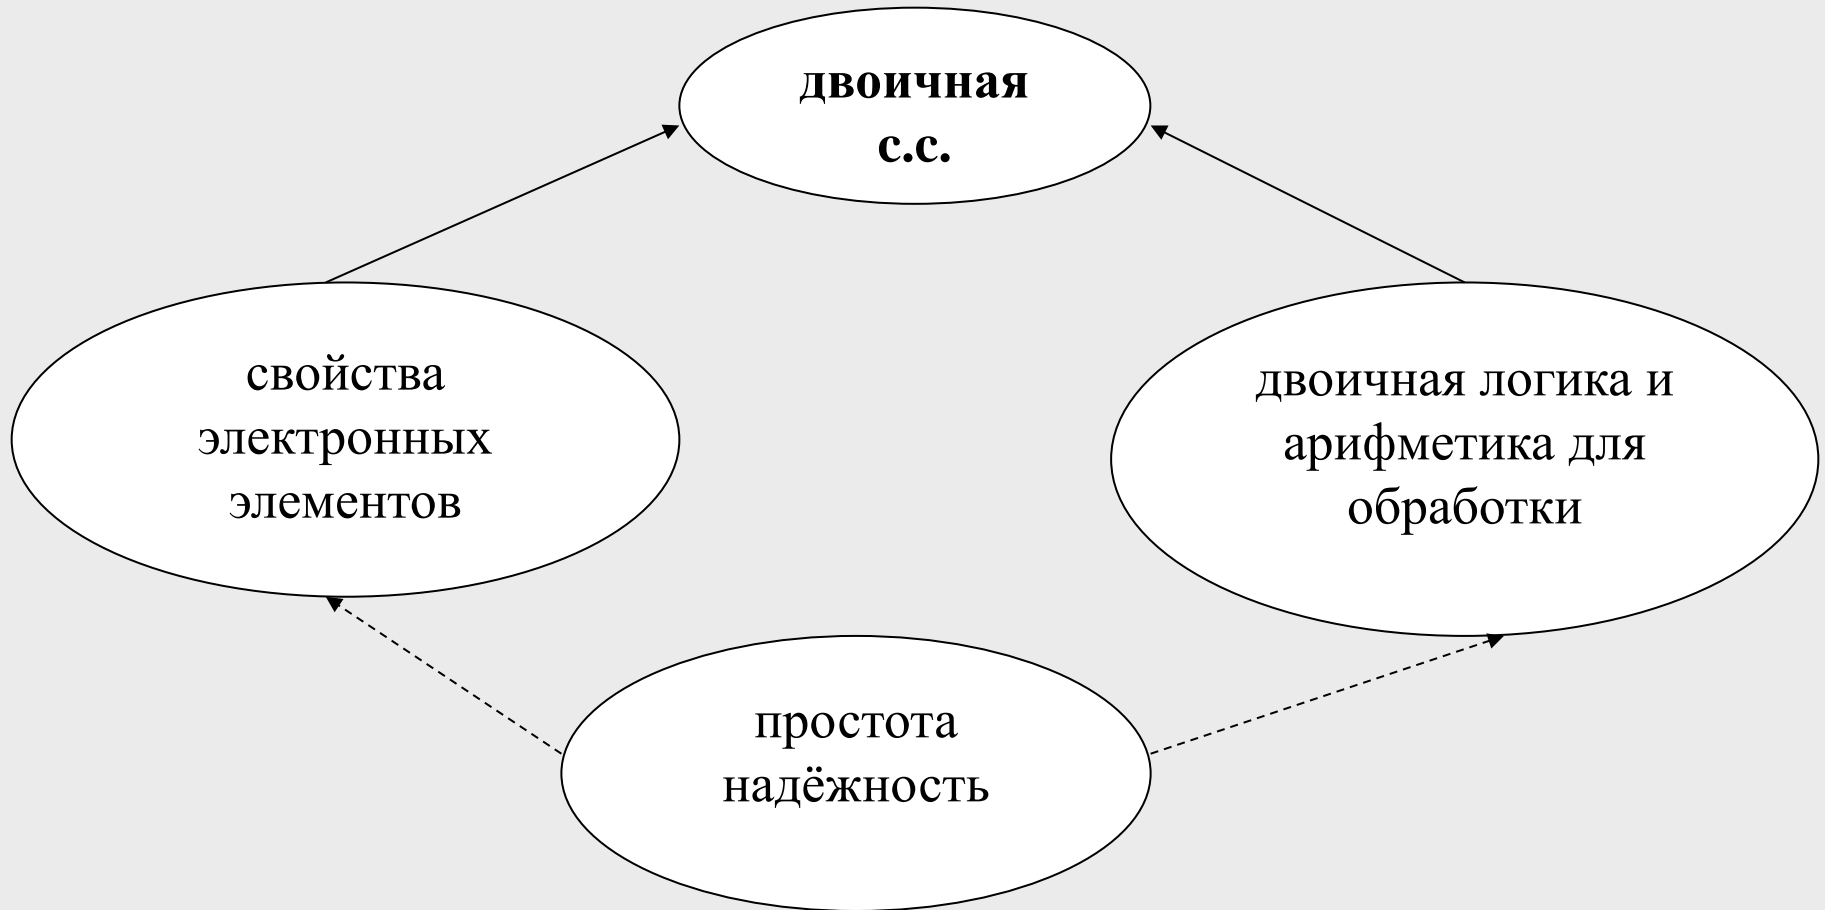 двоичная
с.с.
свойства
электронных
элементов
двоичная логика и
арифметика для
обработки
простота
надёжность